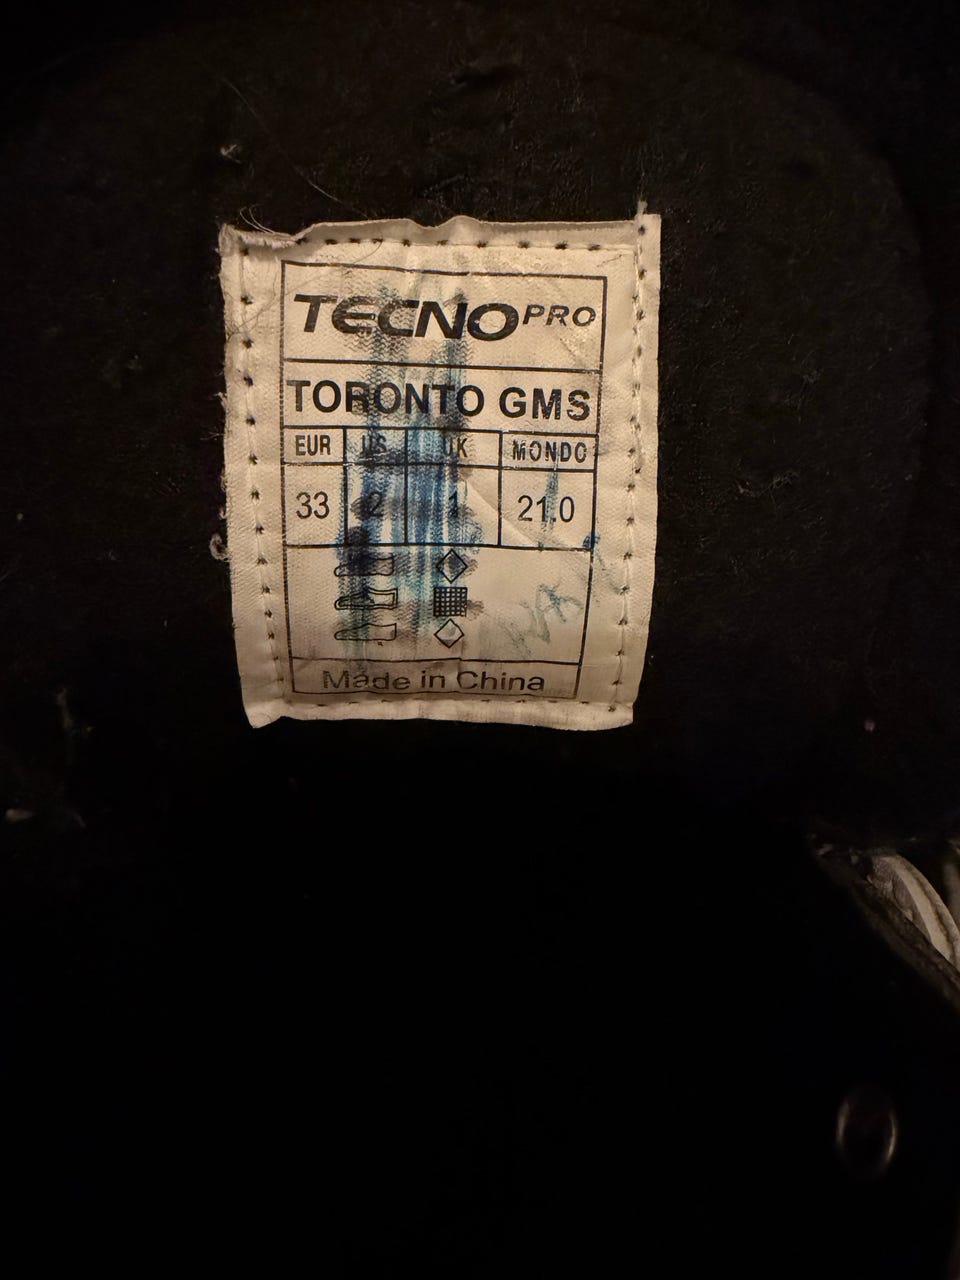 TECNOPRO
TORONTO GMS
EUR US UK MONDO
33 2 1 21.0
Made in China